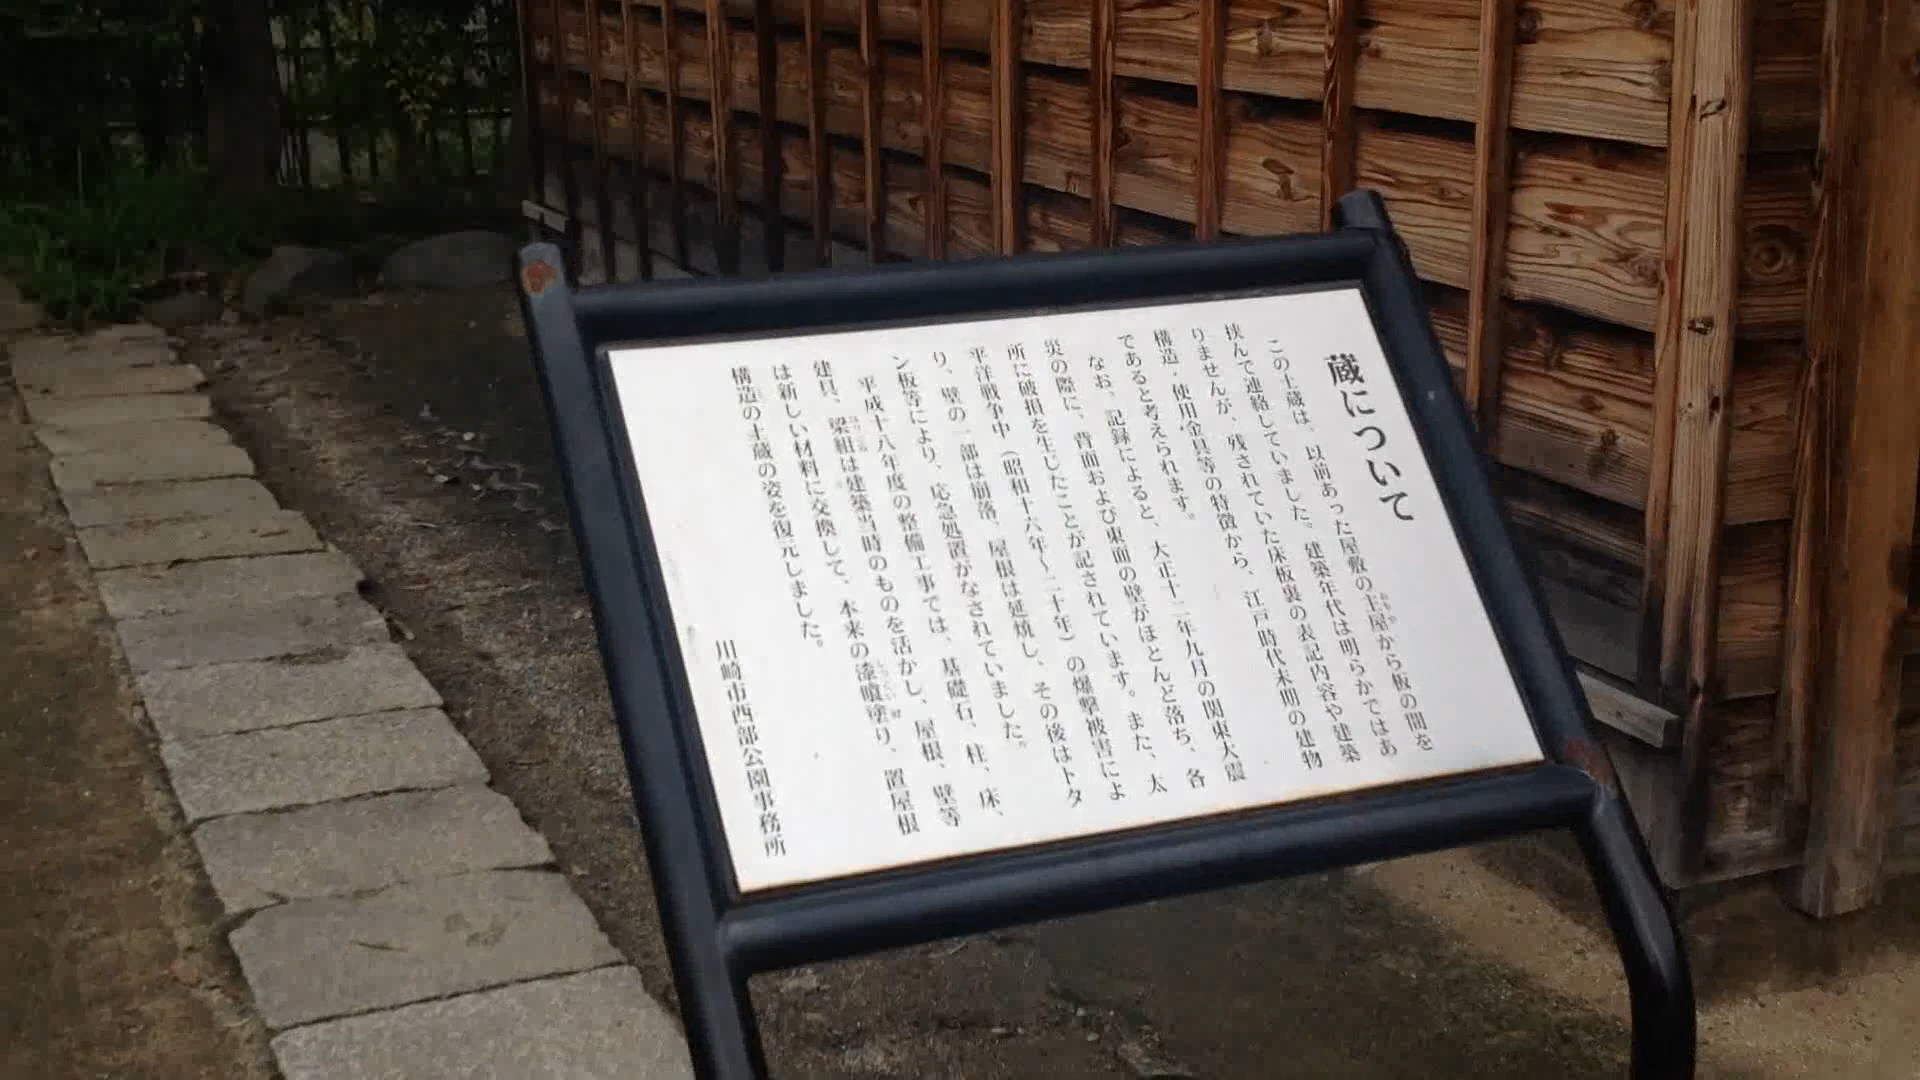 蔵について
この土蔵は、以前あった屋敷の主屋から板の間を
挟んで連絡していました。建築年代は明らかではあ
りませんが、残されていた床板裏の表記内容や建築
構造・使用金具等の特徴から、江戸時代末期の建物
であると考えられます。
なお、記録によると、大正十二年九月の関東大震
災の際に、背面および東面の壁がほとんど落ち、各
所に破損を生じたことが記されています。また、太
平洋戦争中（昭和十六年〜二十年）の爆撃被害によ
り、壁の一部は崩落、屋根は延焼し、その後はトタ
ン板等により、応急処置がなされていました。
平成十八年度の整備工事では、基礎石、柱、床、
建具、梁組は建築当時のものを活かし、屋根、壁等
は新しい材料に交換して、本来の漆喰塗り、置屋根
構造の土蔵の姿を復元しました。
川崎市西部公園事務所